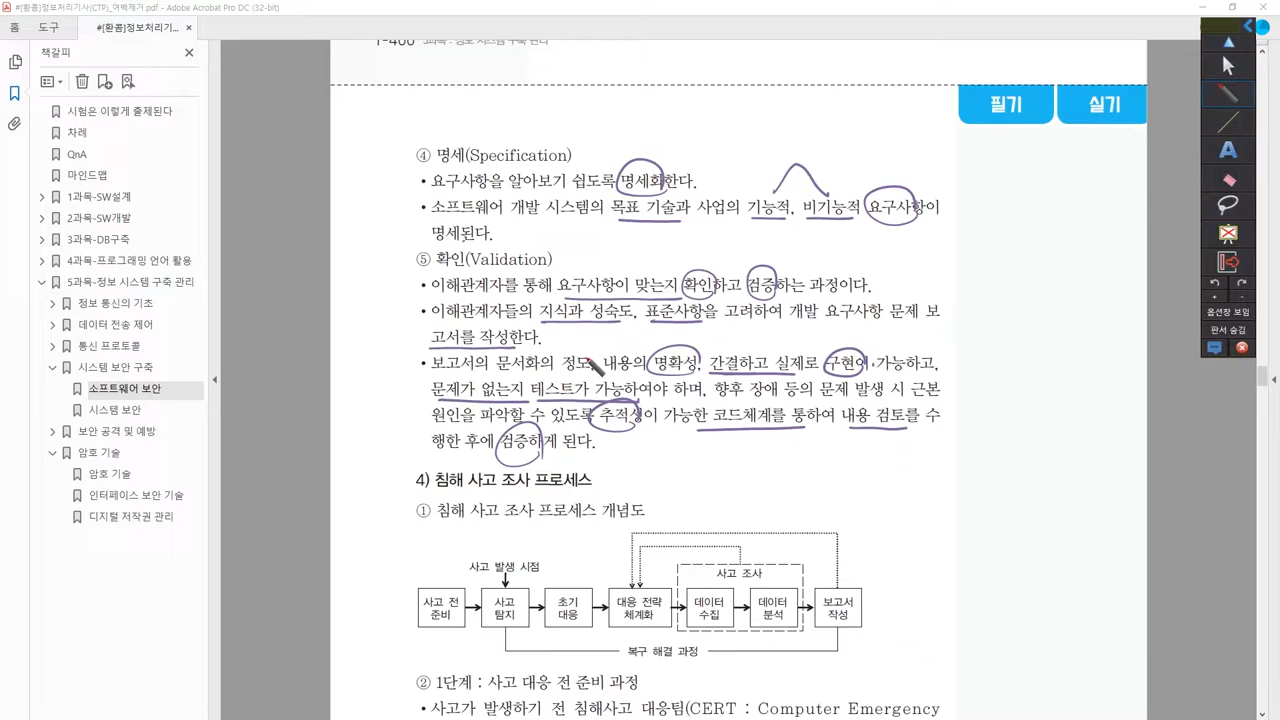 #[환콤]정보처리기사(CTP)_여백제거.pdf - Adobe Acrobat Pro DC (32-bit)
홈 도구 #[환콤]정보처리기... ×
책갈피 ×
시험은 이렇게 출제된다
차례
QnA
마인드맵
1과목-SW설계
2과목-SW개발
3과목-DB구축
4과목-프로그래밍 언어 활용
5과목-정보 시스템 구축 관리
정보 통신의 기초
데이터 전송 제어
통신 프로토콜
시스템 보안 구축
소프트웨어 보안
시스템 보안
보안 공격 및 예방
암호 기술
암호 기술
인터페이스 보안 기술
디지털 저작권 관리
필기 실기
④ 명세(Specification)
• 요구사항을 알아보기 쉽도록 명세화한다.
• 소프트웨어 개발 시스템의 목표 기술과 사업의 기능적, 비기능적 요구사항이
명세된다.
⑤ 확인(Validation)
• 이해관계자를 통해 요구사항이 맞는지 확인하고 검증하는 과정이다.
• 이해관계자들의 지식과 성숙도, 표준사항을 고려하여 개발 요구사항 문제 보
고서를 작성한다.
• 보고서의 문서화의 정도, 내용의 명확성, 간결하고 실제로 구현이 가능하고,
문제가 없는지 테스트가 가능하여야 하며, 향후 장애 등의 문제 발생 시 근본
원인을 파악할 수 있도록 추적성이 가능한 코드체계를 통하여 내용 검토를 수
행한 후에 검증하게 된다.
4) 침해 사고 조사 프로세스
① 침해 사고 조사 프로세스 개념도
사고 발생 시점
사고 조사
사고 전
준비
사고
탐지
초기
대응
대응 전략
체계화
데이터
수집
데이터
분석
보고서
작성
복구 해결 과정
② 1단계 : 사고 대응 전 준비 과정
• 사고가 발생하기 전 침해사고 대응팀(CERT : Computer Emergency
A
옵션창 보임
판서 숨김